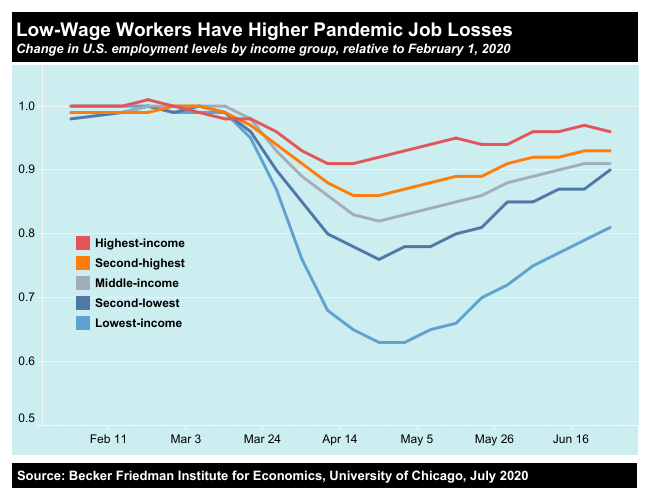 Low-Wage Workers Have Higher Pandemic Job Losses
Change in U.S. employment levels by income group, relative to February 1, 2020
1.0
0.9
0.8
0.7
0.6
0.5
Highest-income
Second-highest
Middle-income
Second-lowest
Lowest-income
Feb 11 Mar 3 Mar 24 Apr 14 May 5 May 26 Jun 16
Source: Becker Friedman Institute for Economics, University of Chicago, July 2020